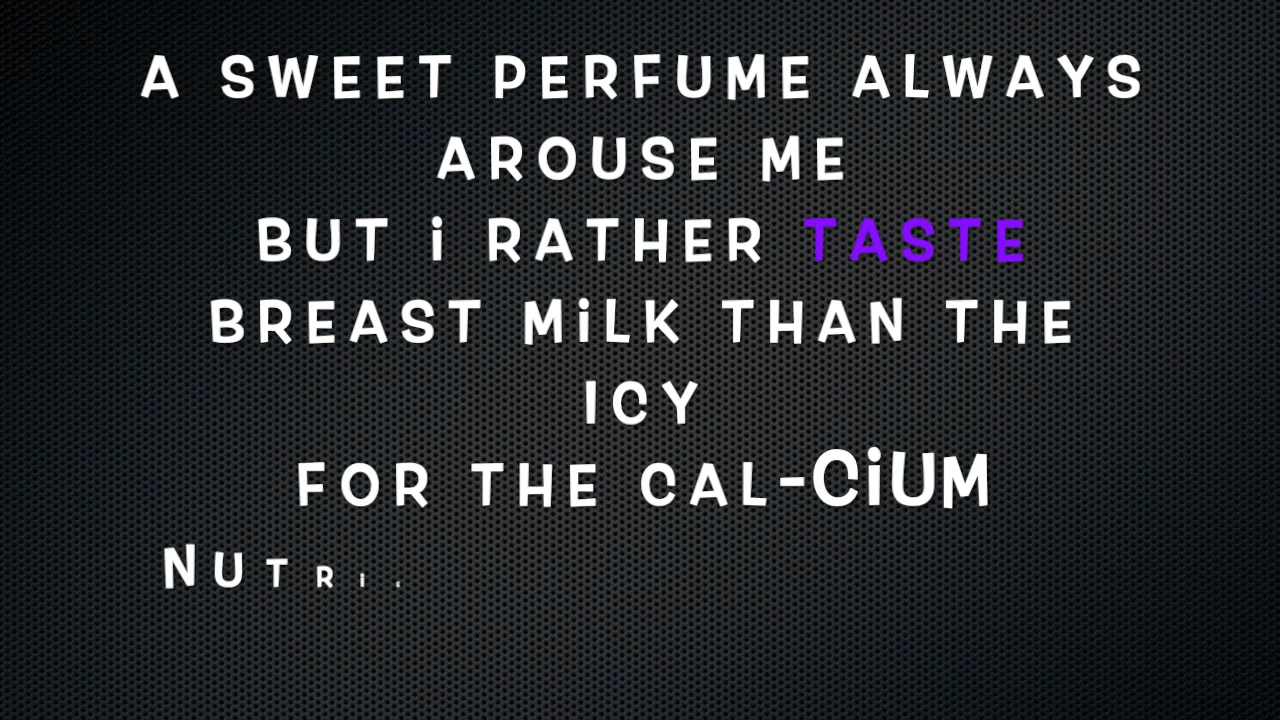 A SWEET PERFUME ALWAYS
AROUSE ME
BUT i RATHER TASTE
BREAST MiLK THAN THE
ICY
FOR THE CAL-CiUM
NUTRi